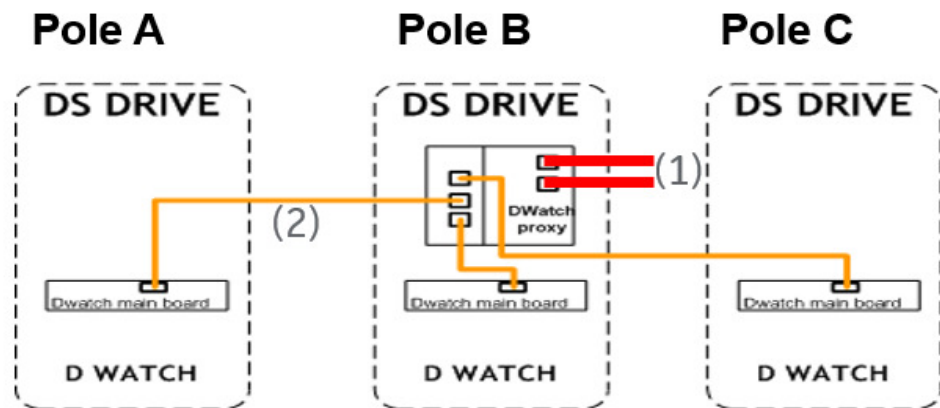 Pole A
Pole B
Pole C
DS DRIVE
DS DRIVE
DS DRIVE
(1)
(2)
DWatch
proxy
Dwatch main board
Dwatch main board
Dwatch main board
D WATCH
D WATCH
D WATCH